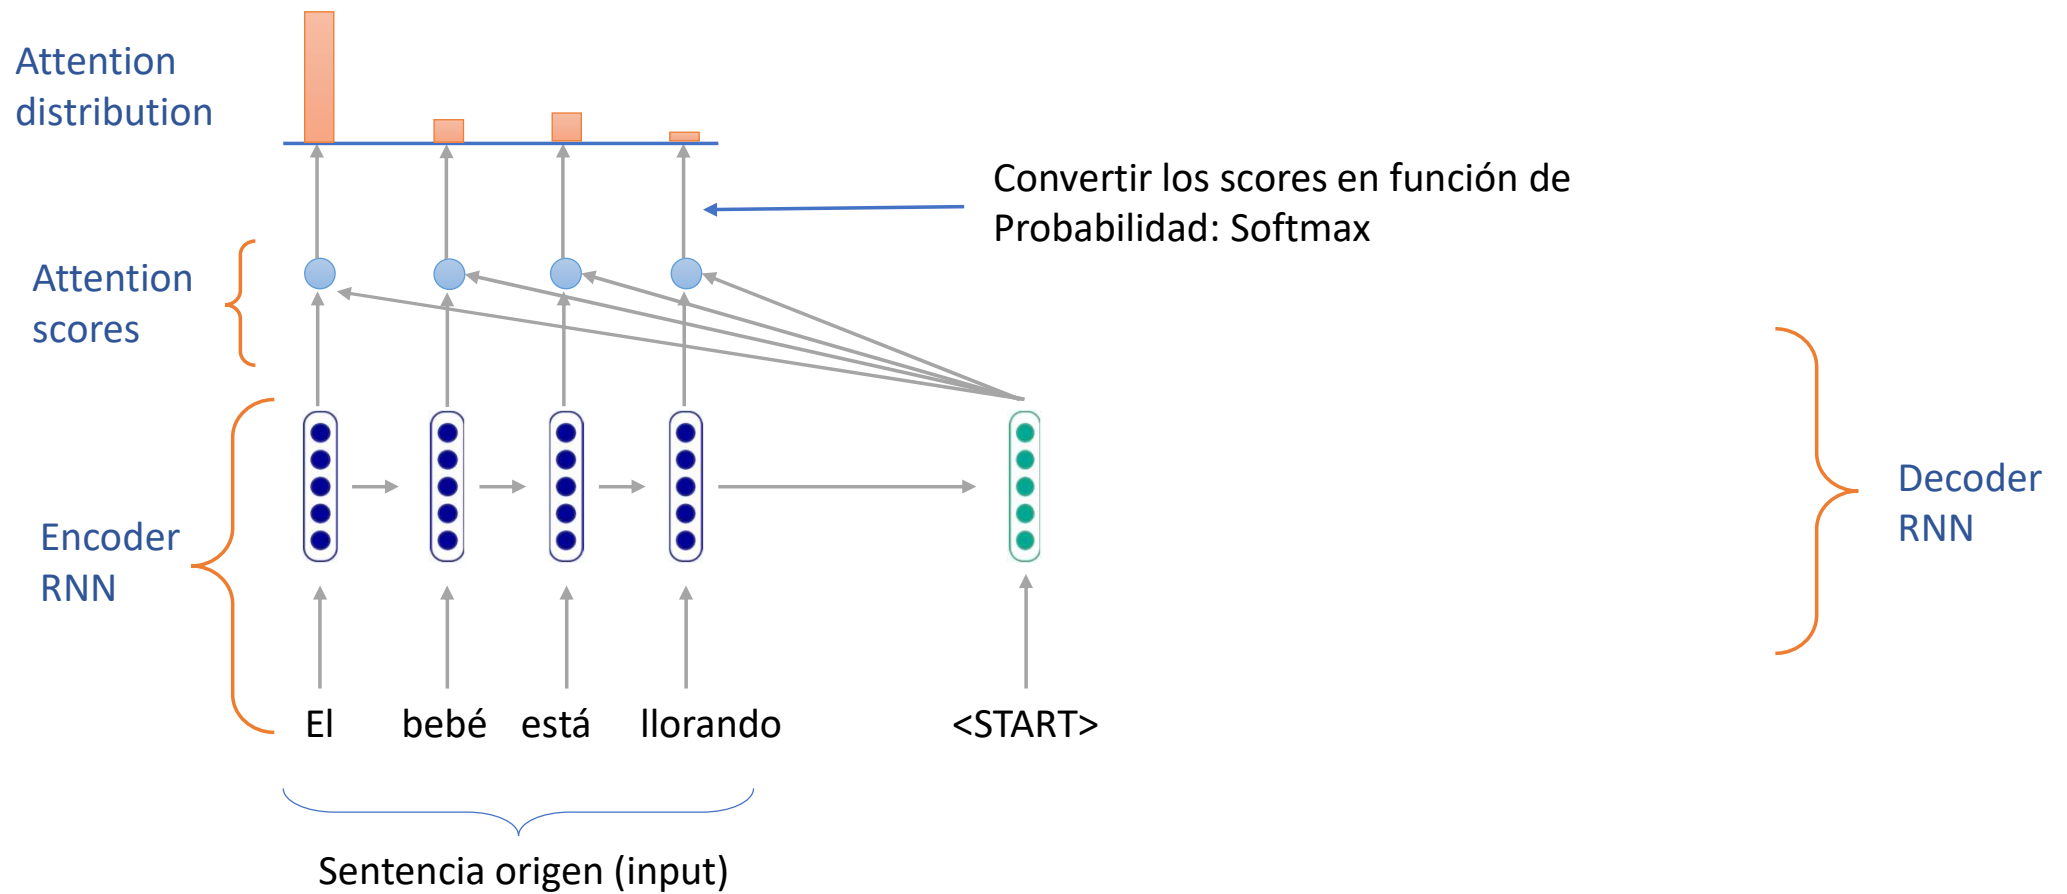 Attention
distribution
Convertir los scores en función de
Probabilidad: Softmax
Attention
scores
Encoder
RNN
Decoder
RNN
El bebé está llorando <START>
Sentencia origen (input)